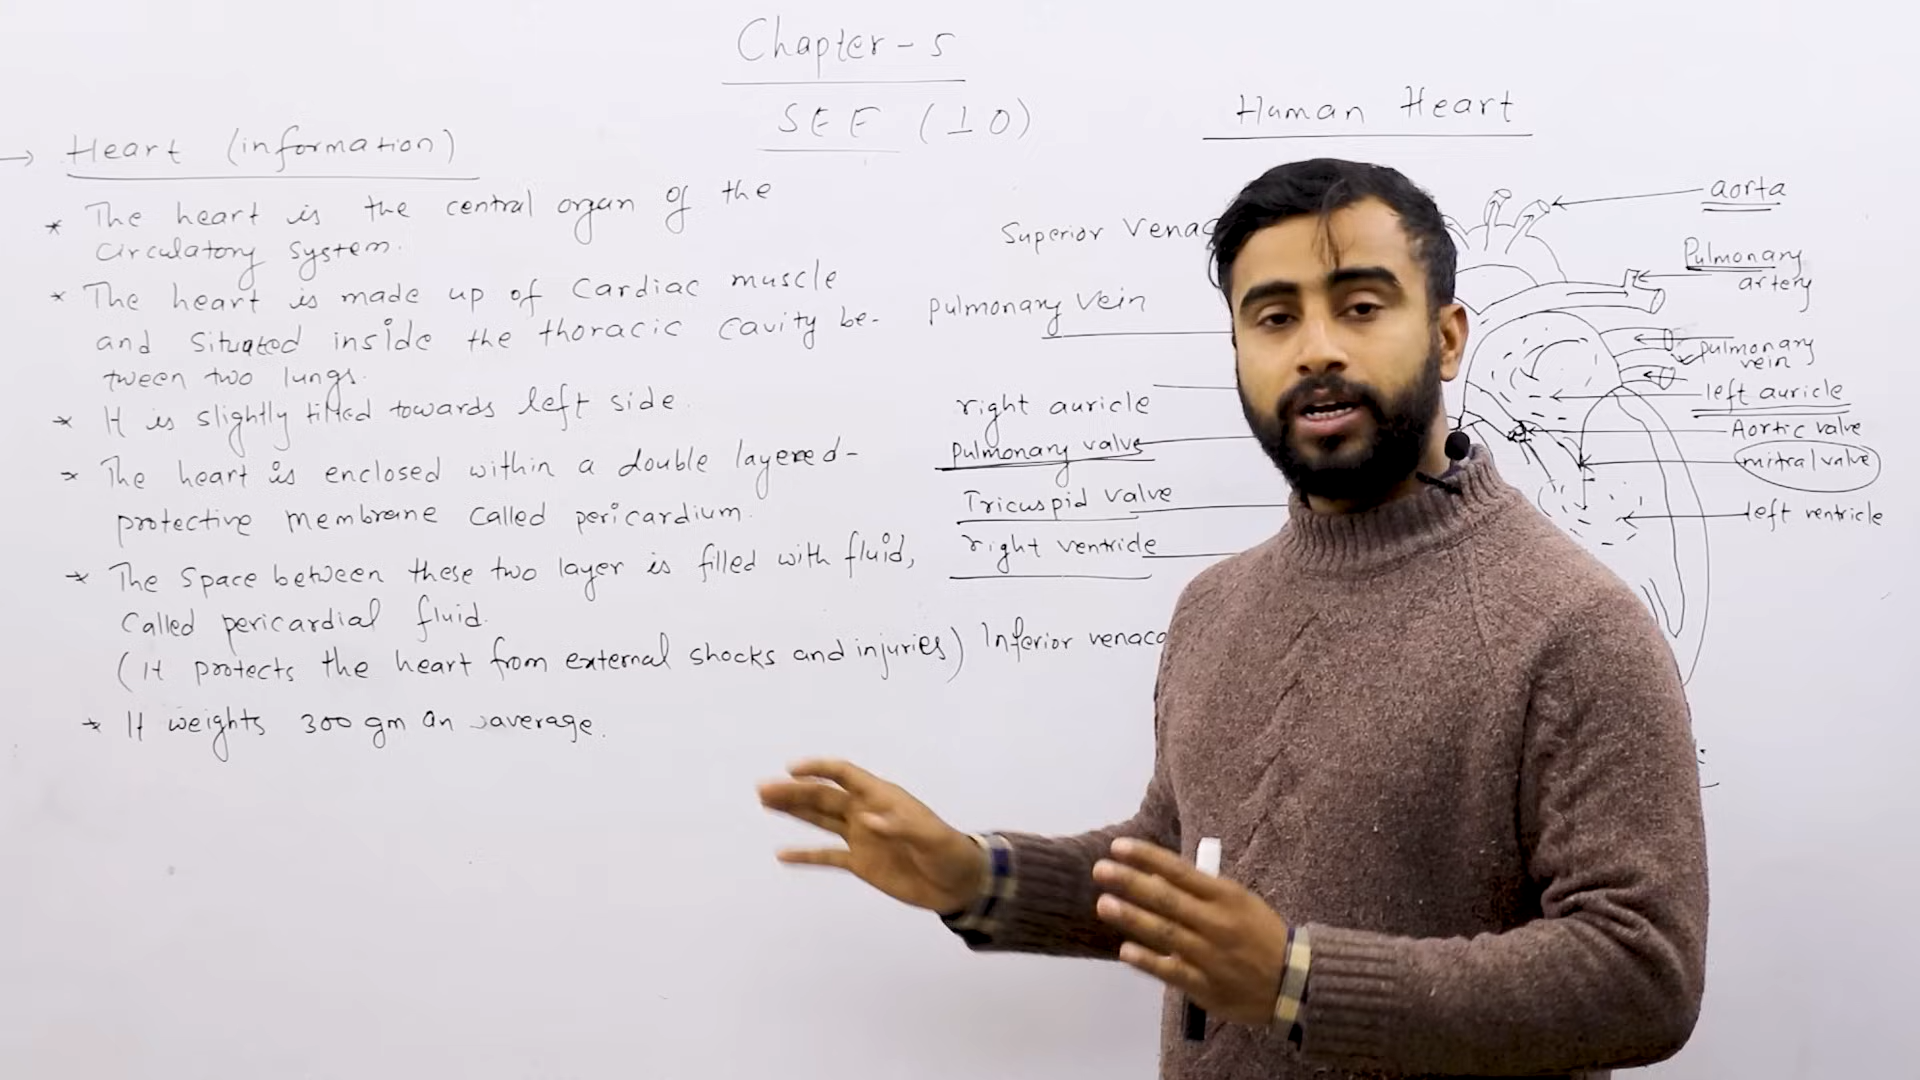 Chapter-5
SEE (10)
→ Heart (information)
* The heart is the central organ of the
circulatory system.
* The heart is made up of cardiac muscle
and situated inside the thoracic cavity be-
tween two lungs.
* It is slightly tilted towards left side.
* The heart is enclosed within a double layered-
protective membrane called pericardium.
* The space between these two layer is filled with fluid,
called pericardial fluid.
(It protects the heart from external shocks and injuries)
* It weights 300 gm an average.
Human Heart
Superior Venac
Pulmonary vein
right auricle
Pulmonary valve
Tricuspid valve
right ventricle
Inferior venaca
aorta
Pulmonary
artery
pulmonary
vein
left auricle
Aortic valve
mitral valve
left ventricle